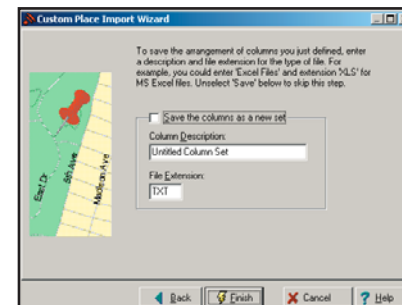 Custom Place Import Wizard
To save the arrangement of columns you just defined, enter
a description and file extension for the type of file. For
example, you could enter 'Excel Files' and extension 'XLS' for
MS Excel files. Unselect 'Save' below to skip this step.
Save the columns as a new set
Column Description:
Untitled Column Set
File Extension:
TXT
East Dr
5th Ave
Madison Ave
Back
Finish
Cancel
Help